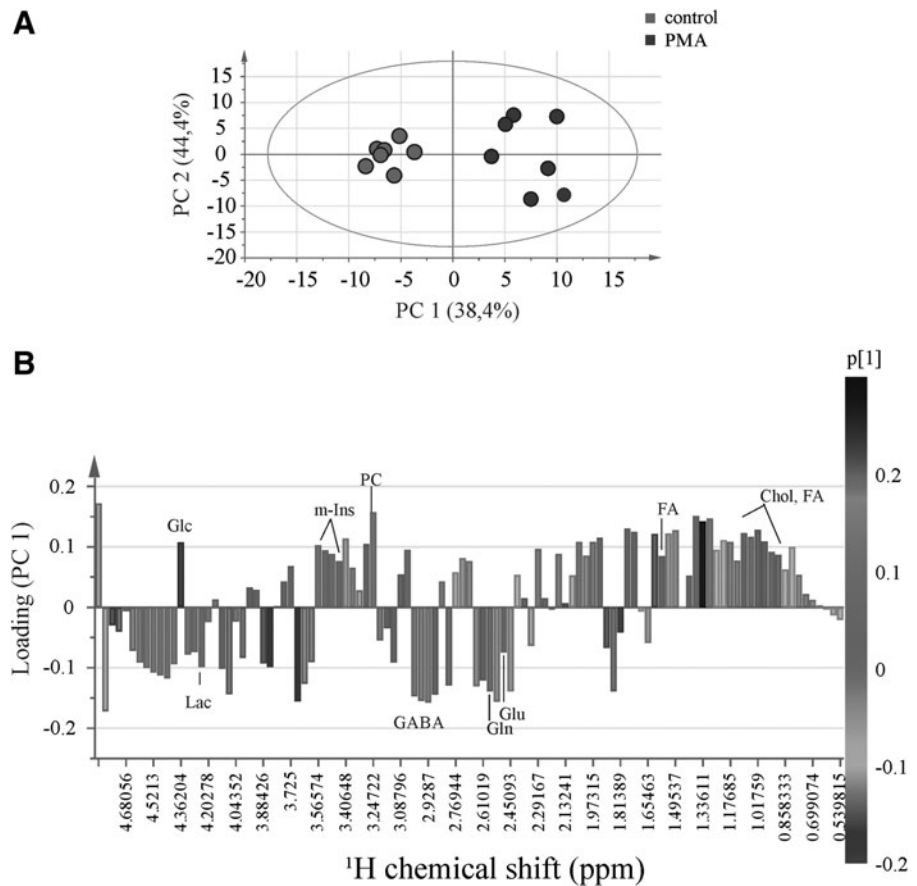 A
control
PMA
PC 2 (44,4%)
15
10
5
0
-5
-10
-15
-20
-20
-15
-10
-5
0
5
10
15
PC 1 (38,4%)
B
p[1]
Loading (PC 1)
0.2
0.1
0
-0.1
-0.2
Glc
Lac
m-Ins
PC
GABA
Gln
Glu
FA
Chol, FA
0.2
0.1
0
-0.1
-0.2
4.68056
4.5213
4.36204
4.20278
4.04352
3.88426
3.725
3.56574
3.40648
3.24722
3.08796
2.9287
2.76944
2.61019
2.45093
2.29167
2.13241
1.97315
1.81389
1.65463
1.49537
1.33611
1.17685
1.01759
0.858333
0.699074
0.539815
¹H chemical shift (ppm)